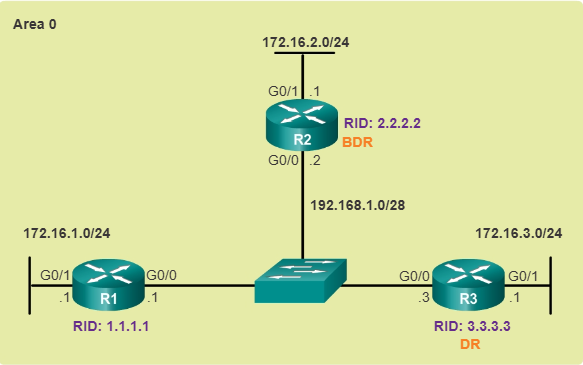 Area 0
172.16.2.0/24
G0/1 .1
RID: 2.2.2.2
R2
BDR
G0/0 .2
192.168.1.0/28
172.16.1.0/24
172.16.3.0/24
G0/1 G0/0
G0/0 G0/1
.1 R1 .1
.3 R3 .1
RID: 1.1.1.1
RID: 3.3.3.3
DR